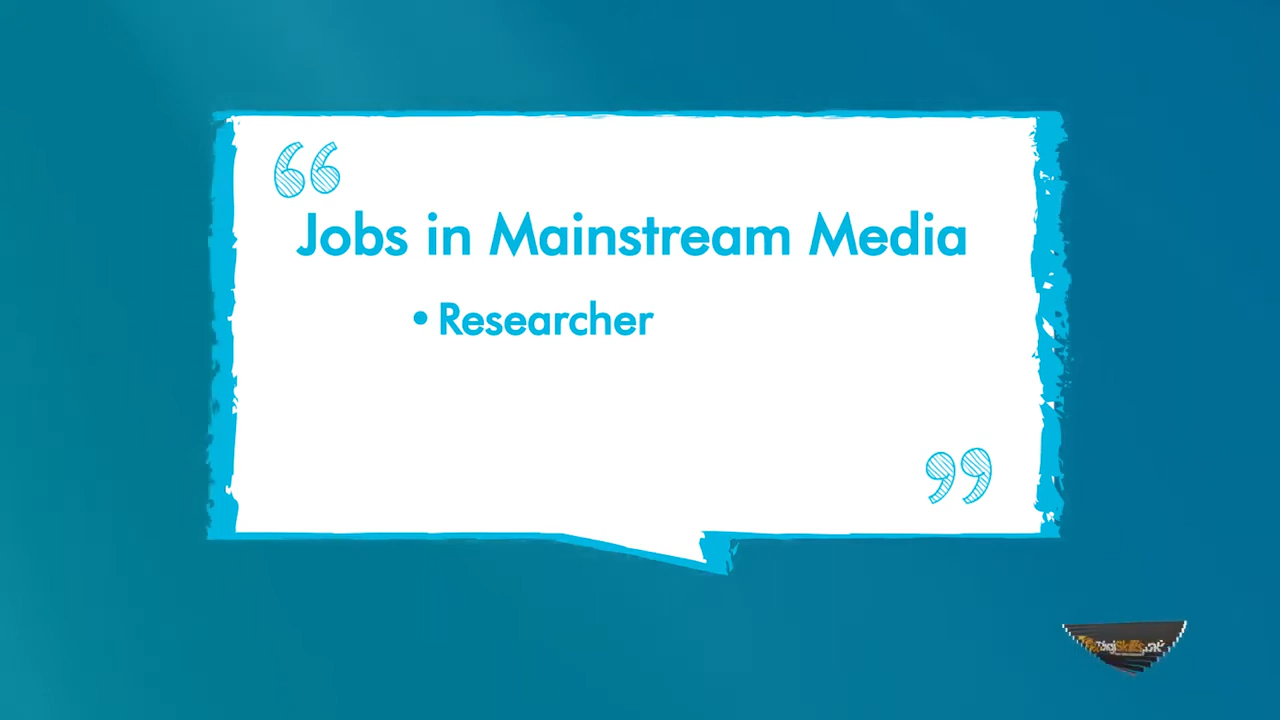 “
Jobs in Mainstream Media
• Researcher
”